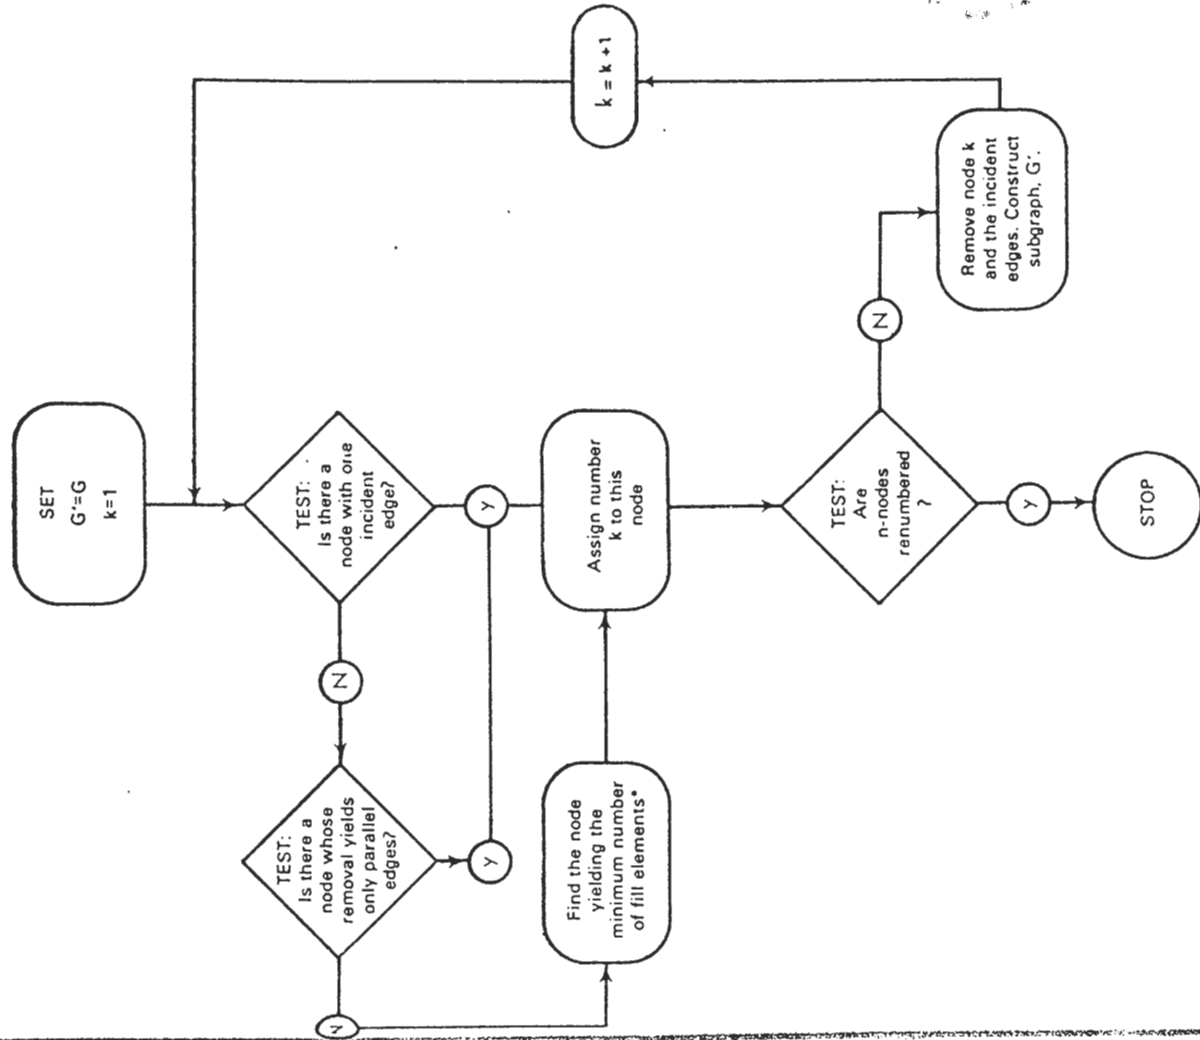 SET
G'=G
k=1
k = k +1
TEST:
Is there a
node with one
incident
edge?
Y
N
TEST:
Is there a
node whose
removal yields
only parallel
edges?
Y
N
Find the node
yielding the
minimum number
of fill elements*
Assign number
k to this
node
TEST:
Are
n-nodes
renumbered
?
N
Remove node k
and the incident
edges. Construct
subgraph, G'.
Y
STOP